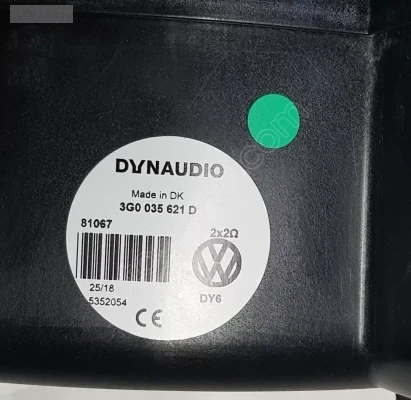 DYNAUDIO
Made in DK
3G0 035 621 D
81067
2x2Ω
25/18
DY6
5352054
CE